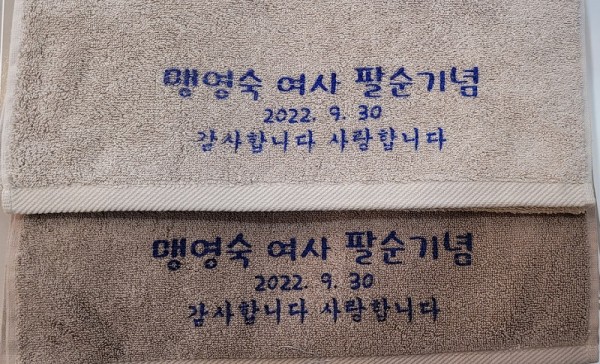 맹영숙 여사 팔순기념
2022. 9. 30
감사합니다 사랑합니다
맹영숙 여사 팔순기념
2022. 9. 30
감사합니다 사랑합니다